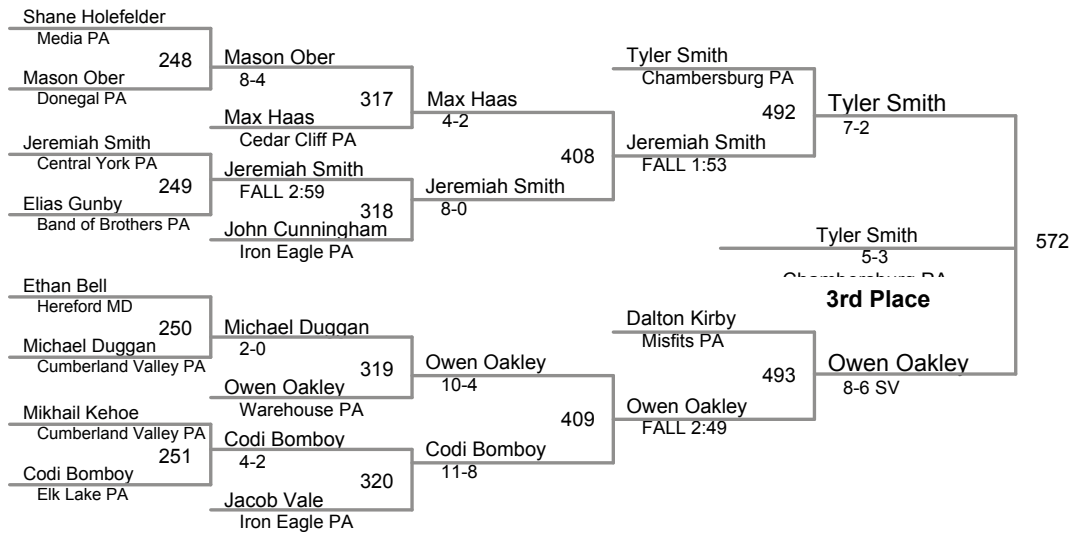 Shane Holefelder
Media PA
248
Mason Ober
Donegal PA
Mason Ober
8-4
317
Max Haas
Cedar Cliff PA
Max Haas
4-2
Jeremiah Smith
Central York PA
249
Elias Gunby
Band of Brothers PA
Jeremiah Smith
FALL 2:59
318
John Cunningham
Iron Eagle PA
Jeremiah Smith
8-0
408
Tyler Smith
Chambersburg PA
492
Jeremiah Smith
FALL 1:53
Tyler Smith
7-2
Tyler Smith
5-3
Chambersburg PA
3rd Place
572
Ethan Bell
Hereford MD
250
Michael Duggan
Cumberland Valley PA
Michael Duggan
2-0
319
Owen Oakley
Warehouse PA
Owen Oakley
10-4
Mikhail Kehoe
Cumberland Valley PA
251
Codi Bomboy
Elk Lake PA
Codi Bomboy
4-2
320
Jacob Vale
Iron Eagle PA
Codi Bomboy
11-8
409
Dalton Kirby
Misfits PA
493
Owen Oakley
FALL 2:49
Owen Oakley
8-6 SV